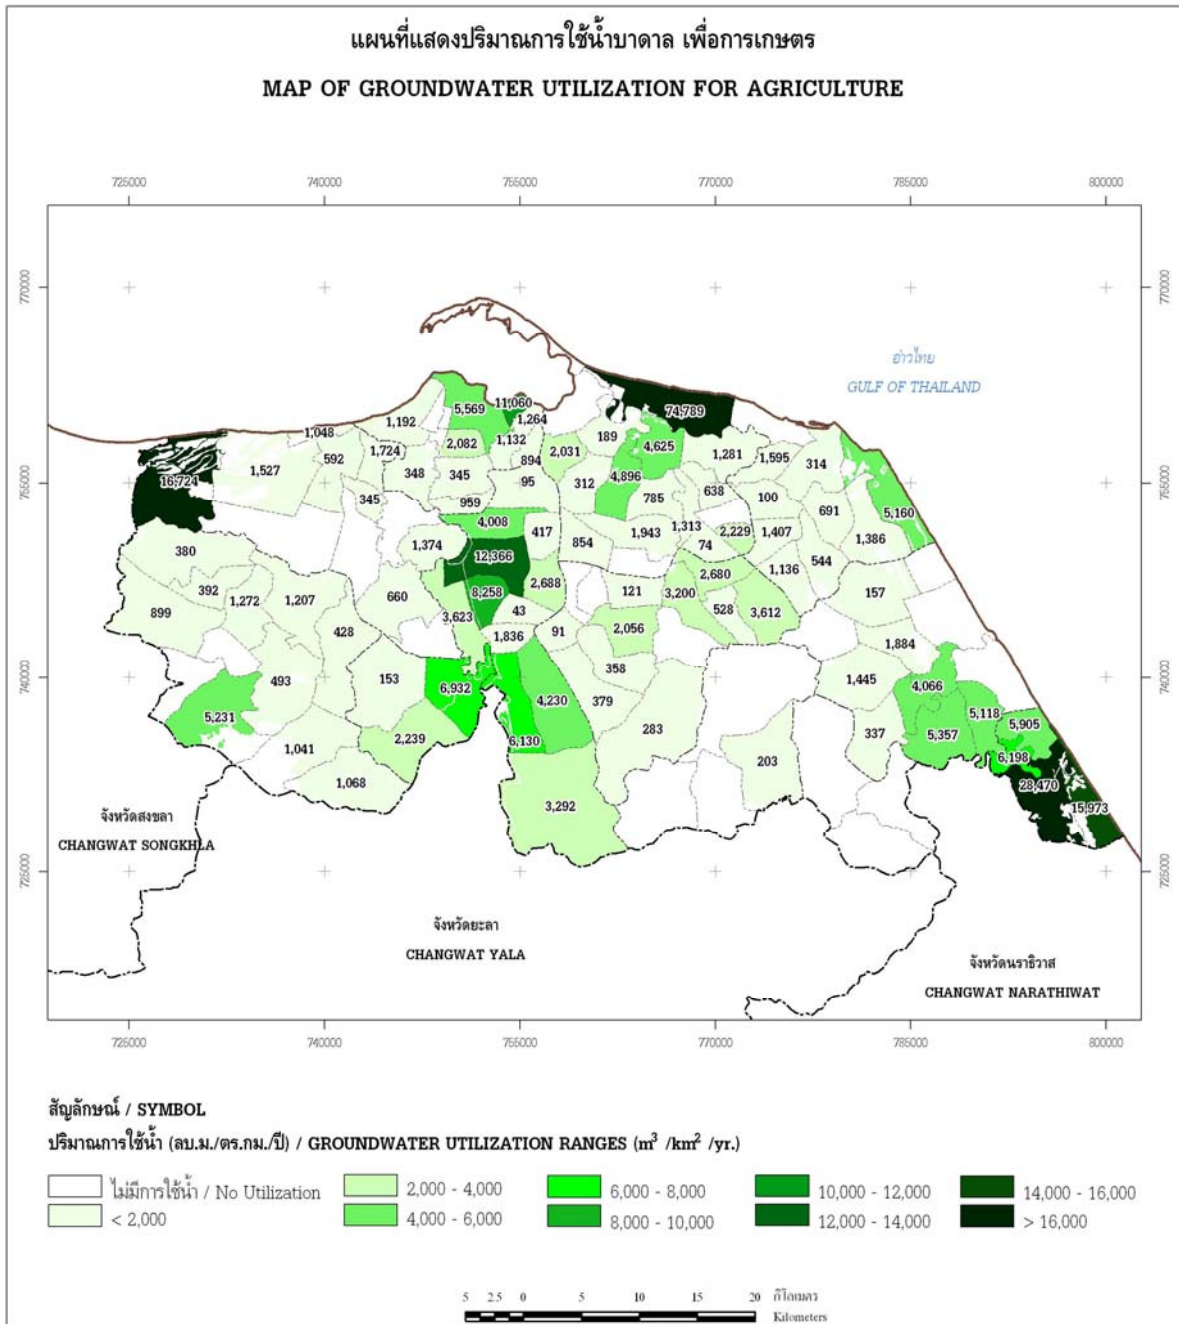 แผนที่แสดงปริมาณการใช้น้ำบาดาล เพื่อการเกษตร
MAP OF GROUNDWATER UTILIZATION FOR AGRICULTURE
725000 740000 755000 770000 785000 800000
770000 770000
อ่าวไทย
GULF OF THAILAND
11,060
5,569 74,789
1,192 1,264
1,048 189
1,724 2,082 1,132 2,031 4,625
592 1,281 1,595 314
1,527 348 345 894
16,724 95 312 4,896
755000 755000
345 959 785 638 100
5,160
4,008 417 1,943 1,313 2,229 1,407 691
380 1,374 854 74 1,386
12,366 544
2,688 2,680 1,136
392 1,272 1,207 660 8,258 121 3,200 157
899 3,623 43 528 3,612
428 1,836 91 2,056
1,884
358
740000 740000
493 153 6,932 4,230 379 1,445 4,066
5,231 5,118 5,905
283 337 5,357
1,041 2,239 6,130 203 6,198
1,068 28,470
3,292 15,973
จังหวัดสงขลา
CHANGWAT SONGKHLA
725000 725000
จังหวัดยะลา
CHANGWAT YALA
จังหวัดนราธิวาส
CHANGWAT NARATHIWAT
725000 740000 755000 770000 785000 800000
สัญลักษณ์ / SYMBOL
ปริมาณการใช้น้ำ (ลบ.ม./ตร.กม./ปี) / GROUNDWATER UTILIZATION RANGES (m³ /km² /yr.)
ไม่มีการใช้น้ำ / No Utilization 2,000 - 4,000 6,000 - 8,000 10,000 - 12,000 14,000 - 16,000
< 2,000 4,000 - 6,000 8,000 - 10,000 12,000 - 14,000 > 16,000
5 2.5 0 5 10 15 20 กิโลเมตร
Kilometers